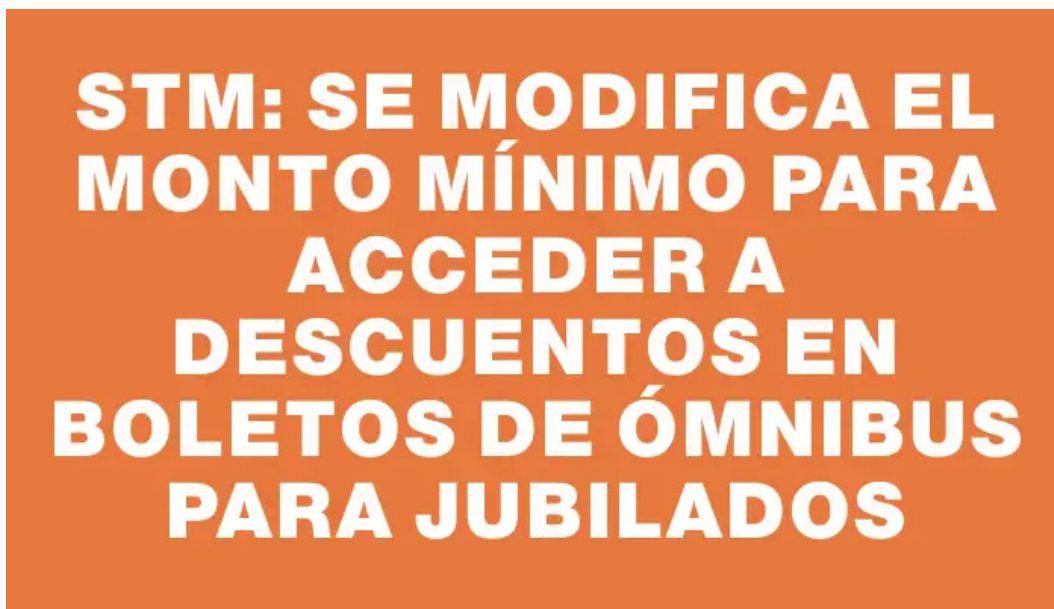 STM: SE MODIFICA EL
MONTO MÍNIMO PARA
ACCEDER A
DESCUENTOS EN
BOLETOS DE ÓMNIBUS
PARA JUBILADOS